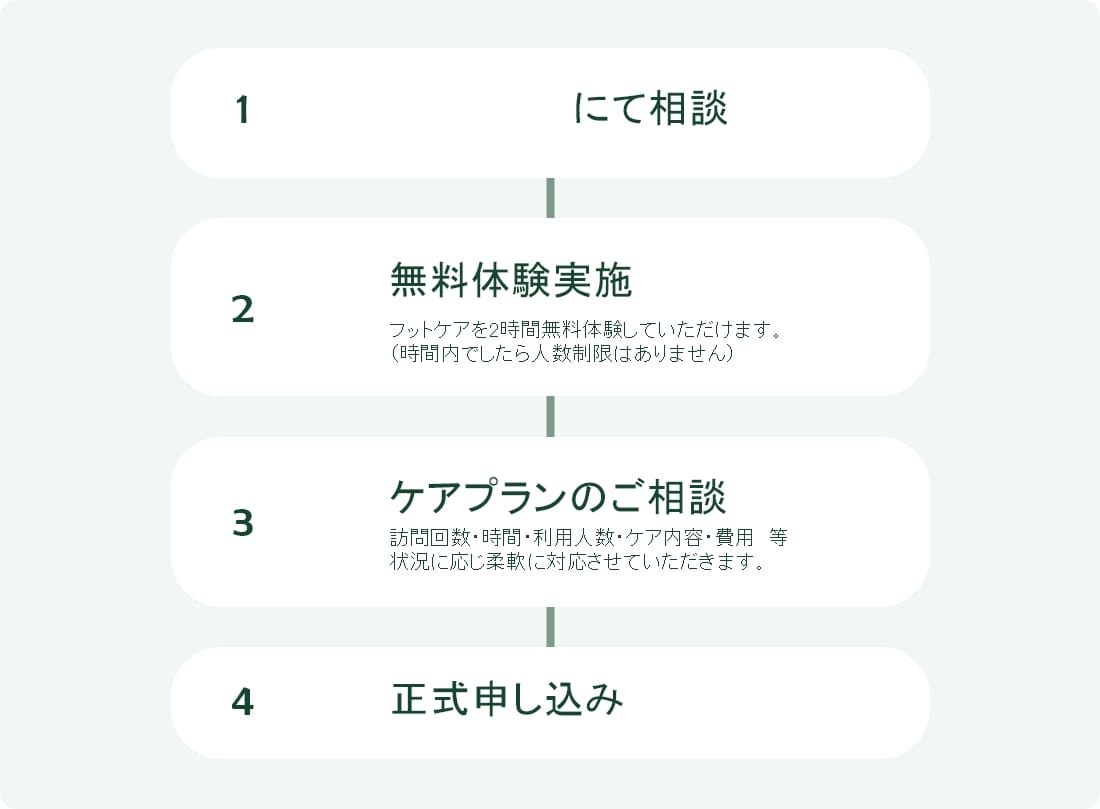 1
にて相談
2
無料体験実施
フットケアを2時間無料体験していただけます。
（時間内でしたら人数制限はありません）
3
ケアプランのご相談
訪問回数・時間・利用人数・ケア内容・費用　等
状況に応じ柔軟に対応させていただきます。
4
正式申し込み